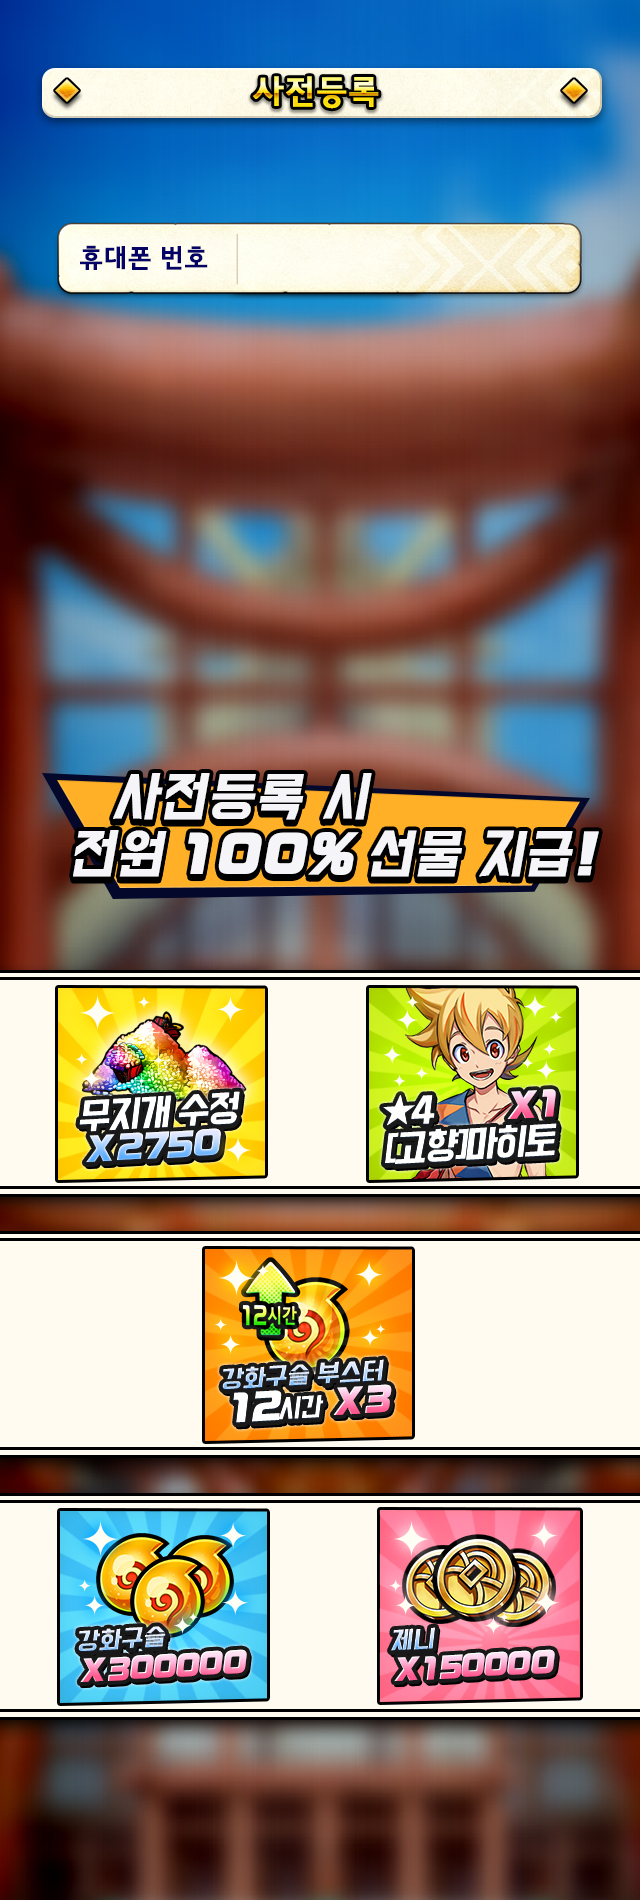 사전등록
휴대폰 번호
사전등록 시
전원 100% 선물 지급!
무지개 수정
X2750
★4 X1
[고향]마히토
12시간
강화구슬 부스터
12시간 X3
강화구슬
X300000
제니
X150000